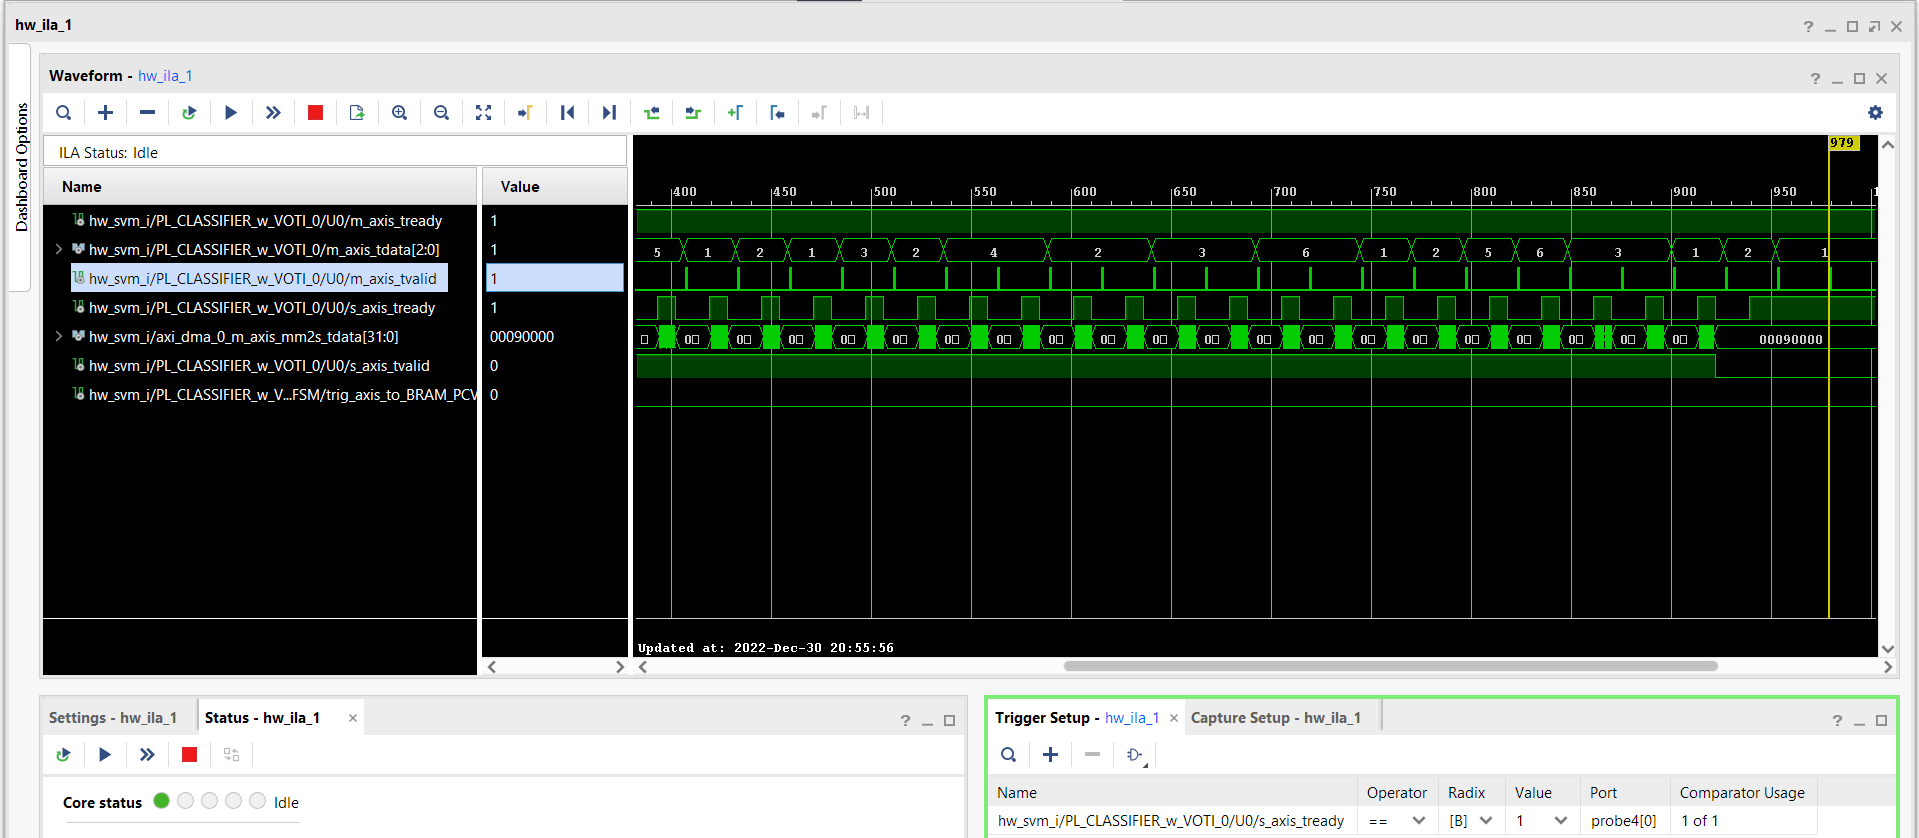 hw_ila_1
Dashboard Options
Waveform - hw_ila_1
ILA Status: Idle
Name Value
979
400 450 500 550 600 650 700 750 800 850 900 950 1
hw_svm_i/PL_CLASSIFIER_w_VOTI_0/U0/m_axis_tready 1
hw_svm_i/PL_CLASSIFIER_w_VOTI_0/m_axis_tdata[2:0] 1 5 1 2 1 3 2 4 2 3 6 1 2 5 6 3 1 2 1
hw_svm_i/PL_CLASSIFIER_w_VOTI_0/U0/m_axis_tvalid 1
hw_svm_i/PL_CLASSIFIER_w_VOTI_0/U0/s_axis_tready 1
hw_svm_i/axi_dma_0_m_axis_mm2s_tdata[31:0] 00090000 0 00 00 00 00 00 00 00 00 00 00 00 00 00 00 00 00 00 00 00 00 00090000
hw_svm_i/PL_CLASSIFIER_w_VOTI_0/U0/s_axis_tvalid 0
hw_svm_i/PL_CLASSIFIER_w_V...FSM/trig_axis_to_BRAM_PCV 0
Updated at: 2022-Dec-30 20:55:56
Settings - hw_ila_1 Status - hw_ila_1
Core status Idle
Trigger Setup - hw_ila_1 Capture Setup - hw_ila_1
Name Operator Radix Value Port Comparator Usage
hw_svm_i/PL_CLASSIFIER_w_VOTI_0/U0/s_axis_tready == [B] 1 probe4[0] 1 of 1